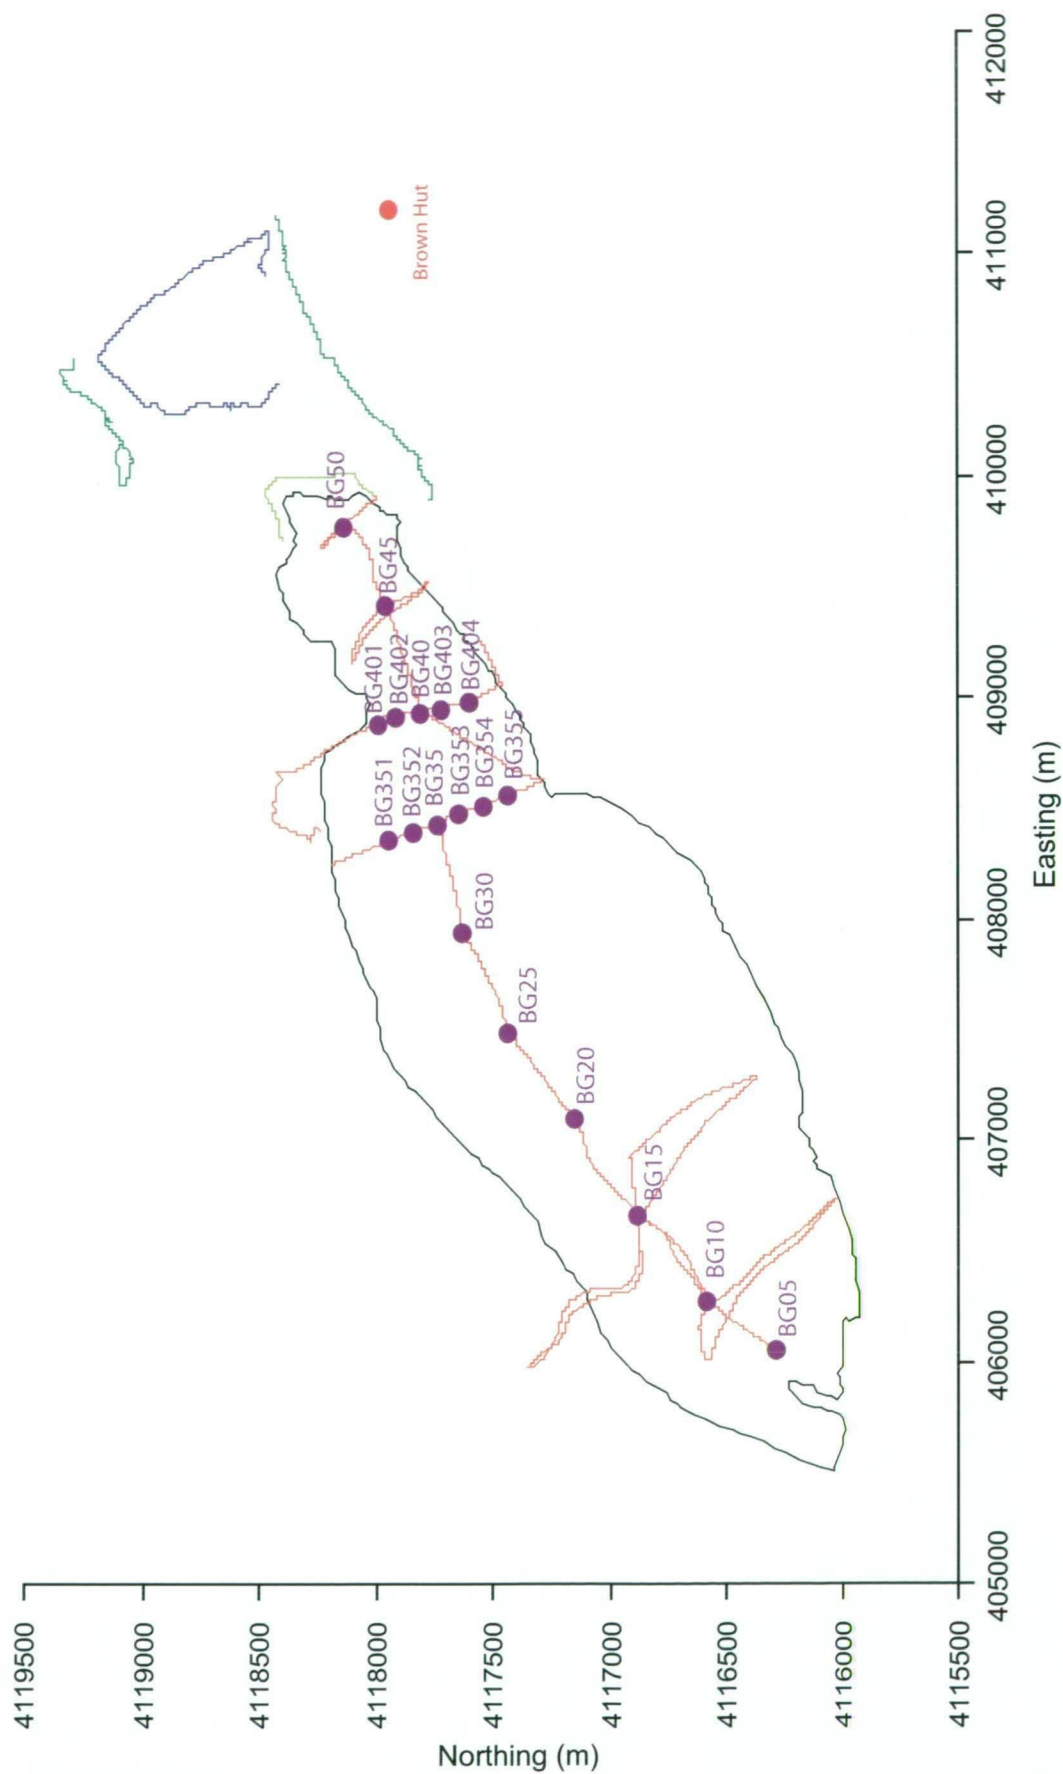 4119500
4119000
4118500
4118000
4117500
4117000
4116500
4116000
4115500
Northing (m)
405000
406000
407000
408000
409000
410000
411000
412000
Easting (m)
Brown Hut
BG50
BG45
BG401
BG402
BG40
BG403
BG404
BG351
BG352
BG35
BG353
BG354
BG355
BG30
BG25
BG20
BG15
BG10
BG05